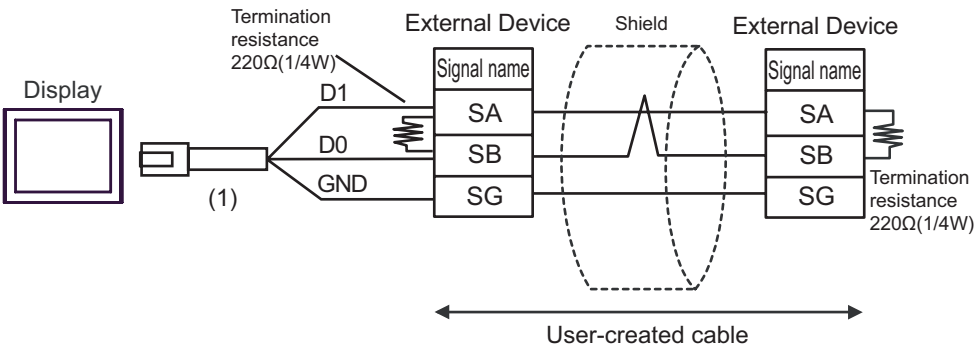 Termination
resistance
220Ω(1/4W)
External Device
Shield
External Device
Display
Signal name
Signal name
D1
SA
SA
D0
SB
SB
GND
SG
SG
(1)
Termination
resistance
220Ω(1/4W)
User-created cable